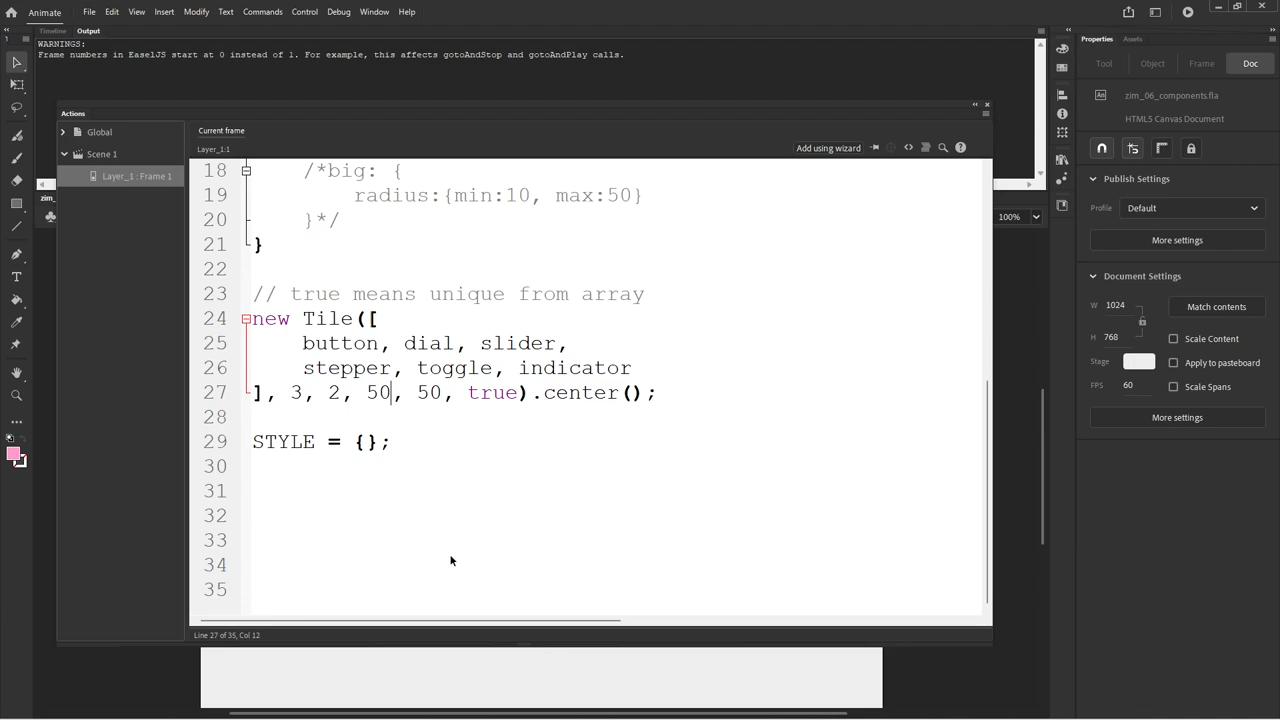 Animate File Edit View Insert Modify Text Commands Control Debug Window Help
Timeline Output
WARNINGS:
Frame numbers in EaselJS start at 0 instead of 1. For example, this affects gotoAndStop and gotoAndPlay calls.
Actions
Global
Scene 1
Layer_1 : Frame 1
Current frame
Layer_1:1
Add using wizard
18 /*big: {
19 radius:{min:10, max:50}
20 }*/
21 }
22
23 // true means unique from array
24 new Tile([
25 button, dial, slider,
26 stepper, toggle, indicator
27 ], 3, 2, 50, 50, true).center();
28
29 STYLE = {};
30
31
32
33
34
35
Line 27 of 35, Col 12
100%
Properties Assets
Tool Object Frame Doc
zim_06_components.fla
HTML5 Canvas Document
Publish Settings
Profile Default
More settings
Document Settings
W 1024
Match contents
H 768
Scale Content
Stage
Apply to pasteboard
FPS 60
Scale Spans
More settings